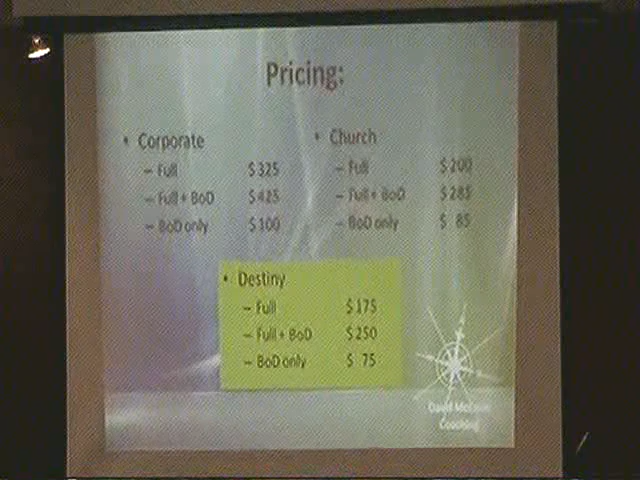 Pricing:
• Corporate
– Full $325
– Full + BoD $425
– BoD only $100
• Church
– Full $200
– Full + BoD $285
– BoD only $ 85
• Destiny
– Full $175
– Full + BoD $250
– BoD only $ 75
David
Coaching